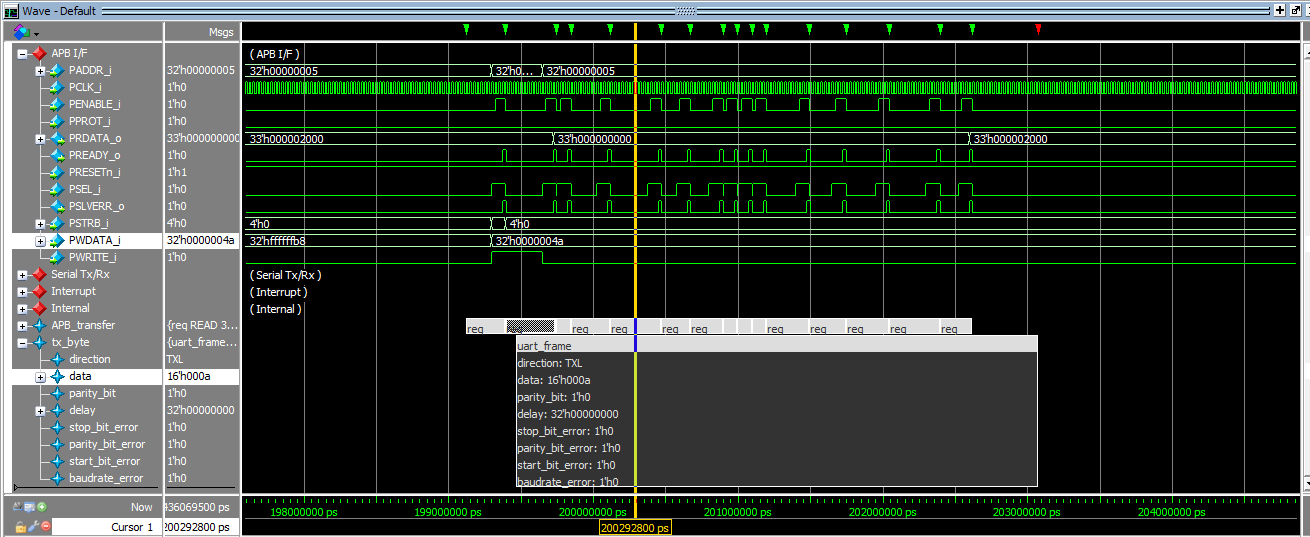 Wave - Default
Msgs
APB I/F
( APB I/F )
PADDR_i 32'h00000005 32'h00000005 32'h0... 32'h00000005
PCLK_i 1'h0
PENABLE_i 1'h0
PPROT_i 1'h0
PRDATA_o 33'h000002000 33'h000002000 33'h000000000 33'h000002000
PREADY_o 1'h0
PRESETn_i 1'h1
PSEL_i 1'h0
PSLVERR_o 1'h0
PSTRB_i 4'h0 4'h0 4'h0
PWDATA_i 32'h0000004a 32'hffffffb8 32'h0000004a
PWRITE_i 1'h0
Serial Tx/Rx ( Serial Tx/Rx )
Interrupt ( Interrupt )
Internal ( Internal )
APB_transfer {req READ 3... req req req req req req req req req req req
tx_byte {uart_frame... uart_frame
direction TXL direction: TXL
data 16'h000a data: 16'h000a
parity_bit 1'h0 parity_bit: 1'h0
delay 32'h00000000 delay: 32'h00000000
stop_bit_error 1'h0 stop_bit_error: 1'h0
parity_bit_error 1'h0 parity_bit_error: 1'h0
start_bit_error 1'h0 start_bit_error: 1'h0
baudrate_error 1'h0 baudrate_error: 1'h0
Now 436069500 ps 198000000 ps 199000000 ps 200000000 ps 201000000 ps 202000000 ps 203000000 ps 204000000 ps
Cursor 1 200292800 ps 200292800 ps